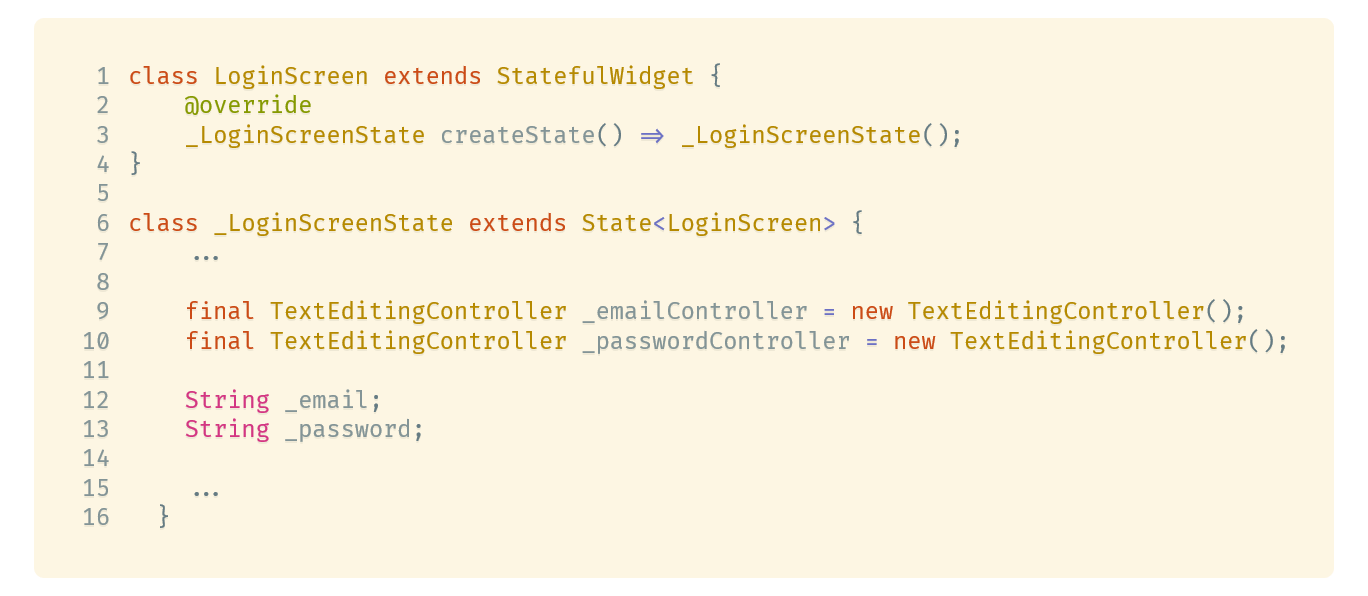 1 class LoginScreen extends StatefulWidget {
2     @override
3     _LoginScreenState createState() => _LoginScreenState();
4 }
5
6 class _LoginScreenState extends State<LoginScreen> {
7     ...
8
9     final TextEditingController _emailController = new TextEditingController();
10     final TextEditingController _passwordController = new TextEditingController();
11
12     String _email;
13     String _password;
14
15     ...
16   }